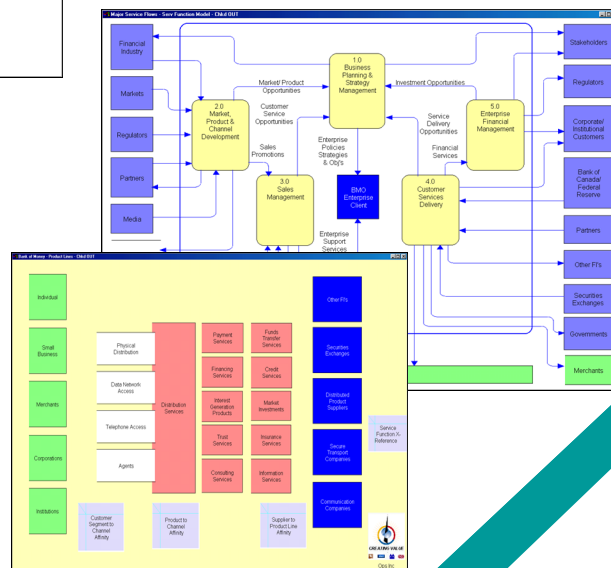 Major Service Flows - Serv Function Model - Chkd OUT
Financial
Industry
Markets
Regulators
Partners
Media
1.0
Business
Planning &
Strategy
Management
Market/ Product
Opportunities
Investment Opportunities
2.0
Market,
Product &
Channel
Development
Customer
Service
Opportunities
Service
Delivery
Opportunities
5.0
Enterprise
Financial
Management
Sales
Promotions
Enterprise
Policies
Strategies
& Obj's
Financial
Services
3.0
Sales
Management
BMO
Enterprise
Client
4.0
Customer
Services
Delivery
Enterprise
Support
Services
Stakeholders
Regulators
Corporate/
Institutional
Customers
Bank of
Canada/
Federal
Reserve
Partners
Other FI's
Securities
Exchanges
Governments
Merchants
Bank of Money - Product Lines - Chkd OUT
Individual
Small
Business
Merchants
Corporations
Institutions
Physical
Distribution
Data Network
Access
Telephone Access
Agents
Distribution
Services
Payment
Services
Funds
Transfer
Services
Financing
Services
Credit
Services
Interest
Generation
Products
Market
Investments
Trust
Services
Insurance
Services
Consulting
Services
Information
Services
Other FI's
Securities
Exchanges
Distributed
Product
Suppliers
Secure
Transport
Companies
Communication
Companies
Service
Function X-
Reference
Customer
Segment to
Channel
Affinity
Product to
Channel
Affinity
Supplier to
Product Line
Affinity
CREATING VALUE
Ops Inc